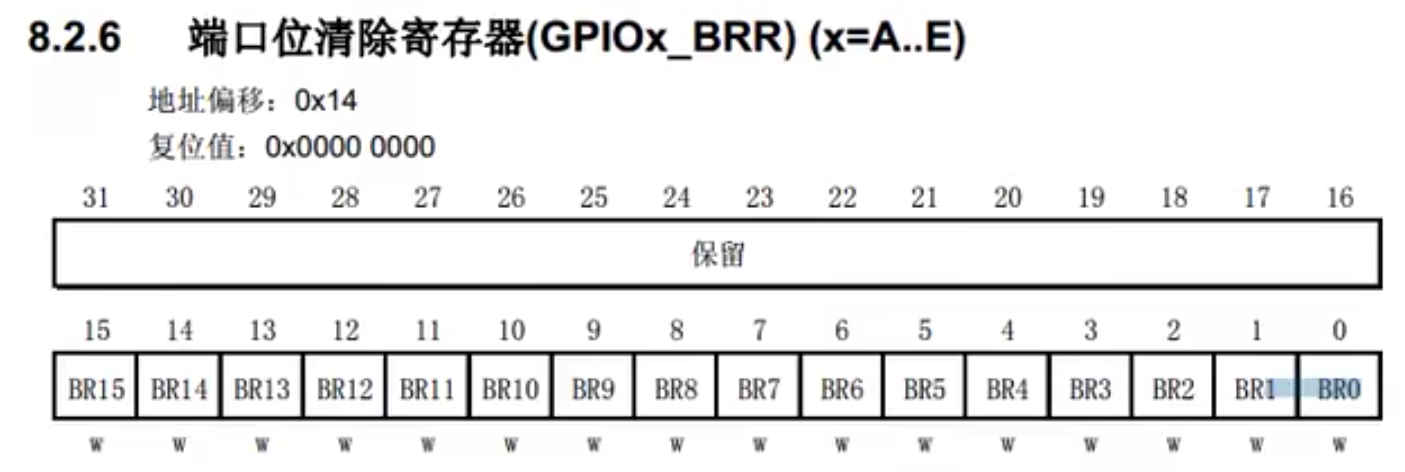 8.2.6 端口位清除寄存器(GPIOx_BRR) (x=A..E)
地址偏移：0x14
复位值：0x0000 0000
31 30 29 28 27 26 25 24 23 22 21 20 19 18 17 16
保留
15 14 13 12 11 10 9 8 7 6 5 4 3 2 1 0
BR15 BR14 BR13 BR12 BR11 BR10 BR9 BR8 BR7 BR6 BR5 BR4 BR3 BR2 BR1 BR0
w w w w w w w w w w w w w w w w